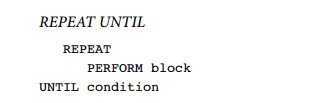 REPEAT UNTIL
REPEAT
PERFORM block
UNTIL condition